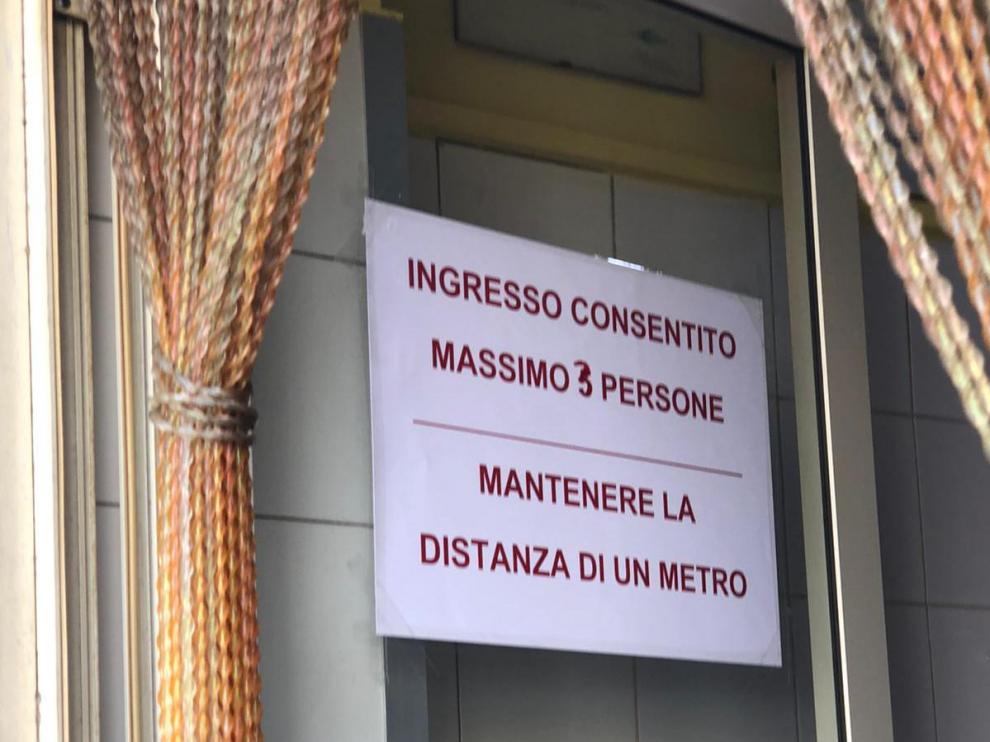 INGRESSO CONSENTITO
MASSIMO 3 PERSONE
MANTENERE LA
DISTANZA DI UN METRO